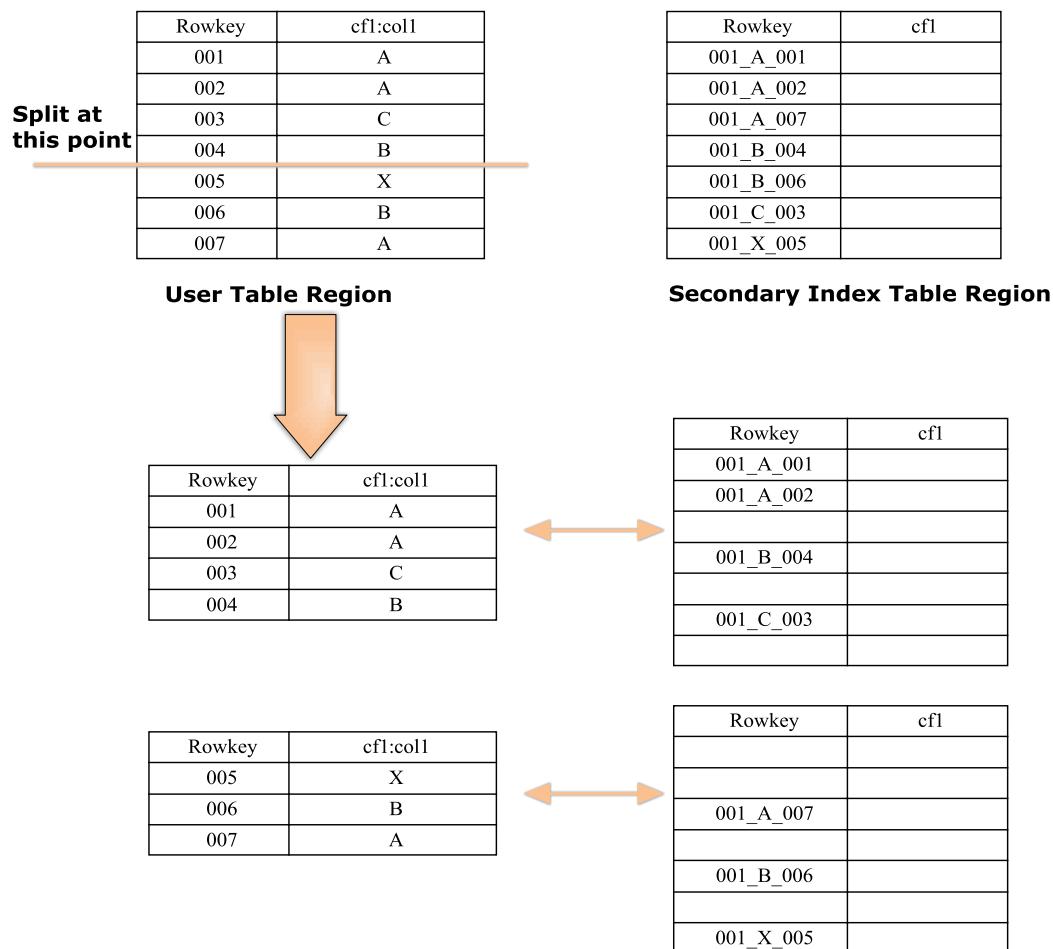 Rowkey cf1:col1
001 A
002 A
003 C
004 B
005 X
006 B
007 A
Split at
this point
User Table Region
Rowkey cf1
001_A_001
001_A_002
001_A_007
001_B_004
001_B_006
001_C_003
001_X_005
Secondary Index Table Region
Rowkey cf1:col1
001 A
002 A
003 C
004 B
Rowkey cf1
001_A_001
001_A_002
001_B_004
001_C_003
Rowkey cf1:col1
005 X
006 B
007 A
Rowkey cf1
001_A_007
001_B_006
001_X_005